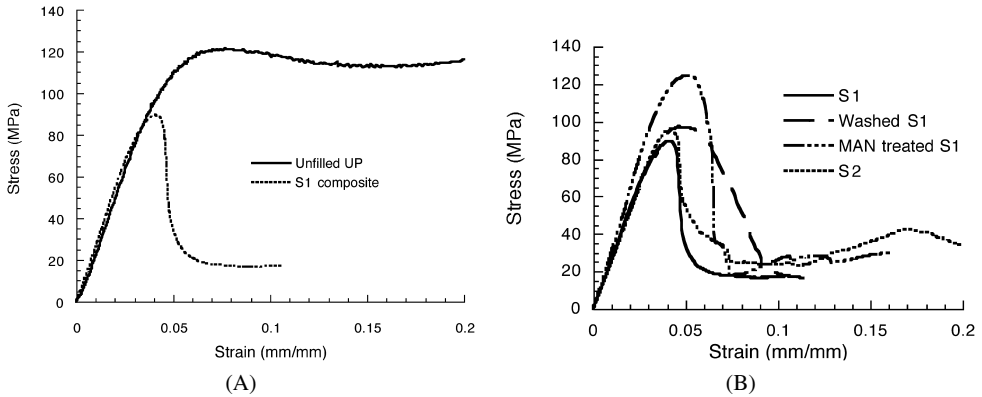 140
120
100
80
60
40
20
0
Stress (MPa)
Unfilled UP
S1 composite
0 0.05 0.1 0.15 0.2
Strain (mm/mm)
(A)
140
120
100
80
60
40
20
0
Stress (MPa)
S1
Washed S1
MAN treated S1
S2
0 0.05 0.1 0.15 0.2
Strain (mm/mm)
(B)